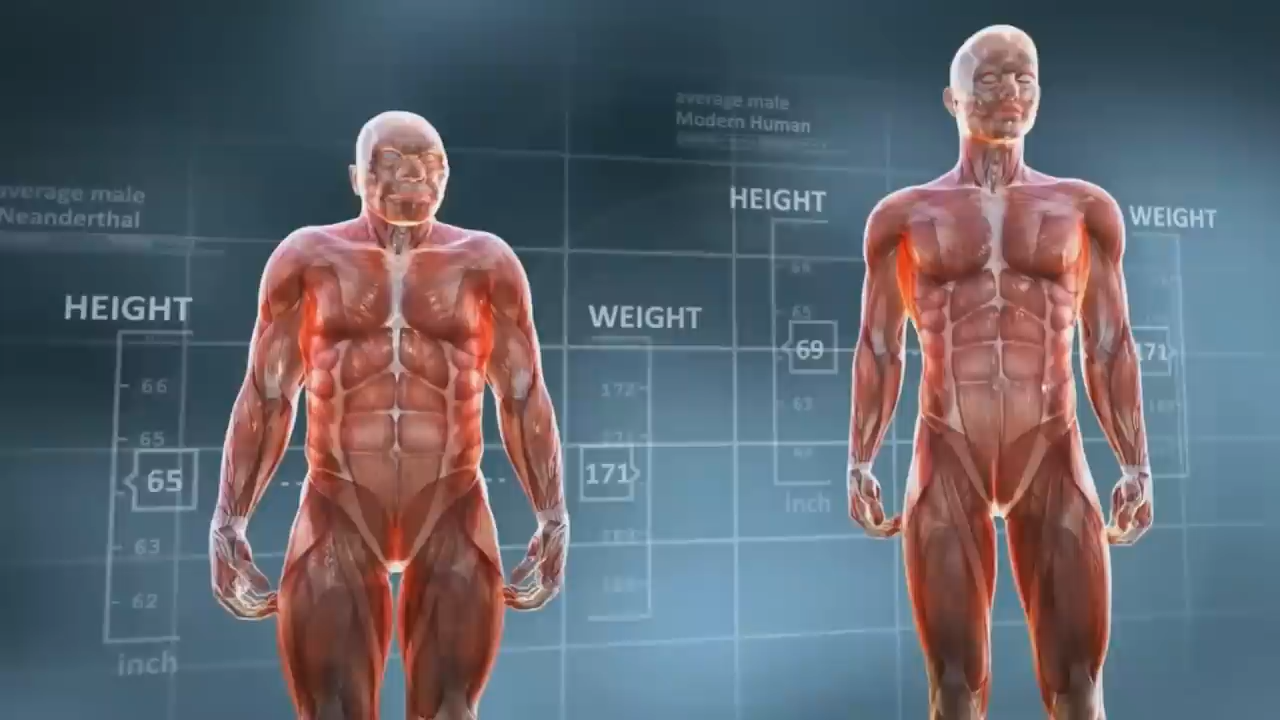 average male
Neanderthal
HEIGHT
66
65
65
63
62
inch
WEIGHT
172
171
average male
Modern Human
HEIGHT
65
69
63
inch
WEIGHT
171